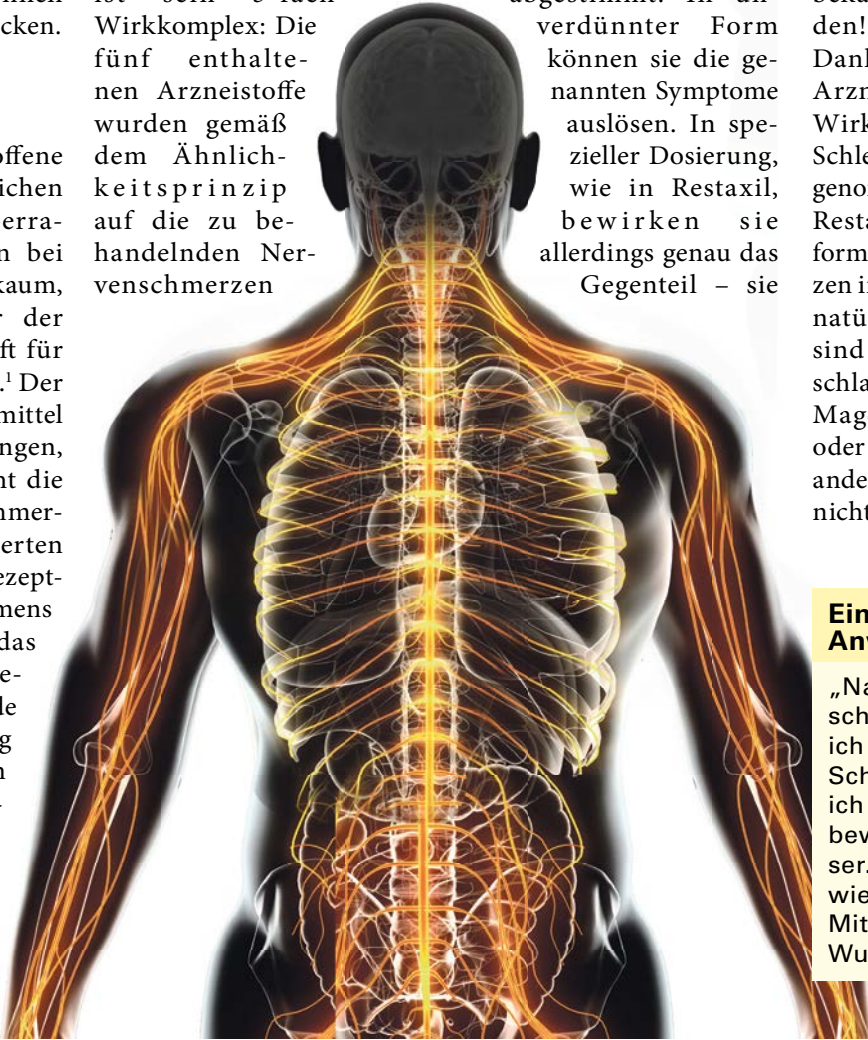 cken.
offene
lichen
erra-
n bei
kaum,
r der
ft für
.¹ Der
mittel
ngen,
nt die
mer-
erten
ezept-
mens
das
e-
de
g
n
Wirkkomplex: Die
fünf enthalte-
nen Arzneistoffe
wurden gemäß
dem Ähnlich-
keitsprinzip
auf die zu be-
handelnden Ner-
venschmerzen
verdünnter Form
können sie die ge-
nannten Symptome
auslösen. In spe-
zieller Dosierung,
wie in Restaxil,
bewirken sie
allerdings genau das
Gegenteil – sie
den!
Dank
Arzn
Wirk
Schle
geno
Resta
form
zen i
natü
sind
schla
Mag
oder
ande
nicht
Ein
Anw
„Na
sch
ich
Sch
ich
bew
ser.
wie
Mit
Wu